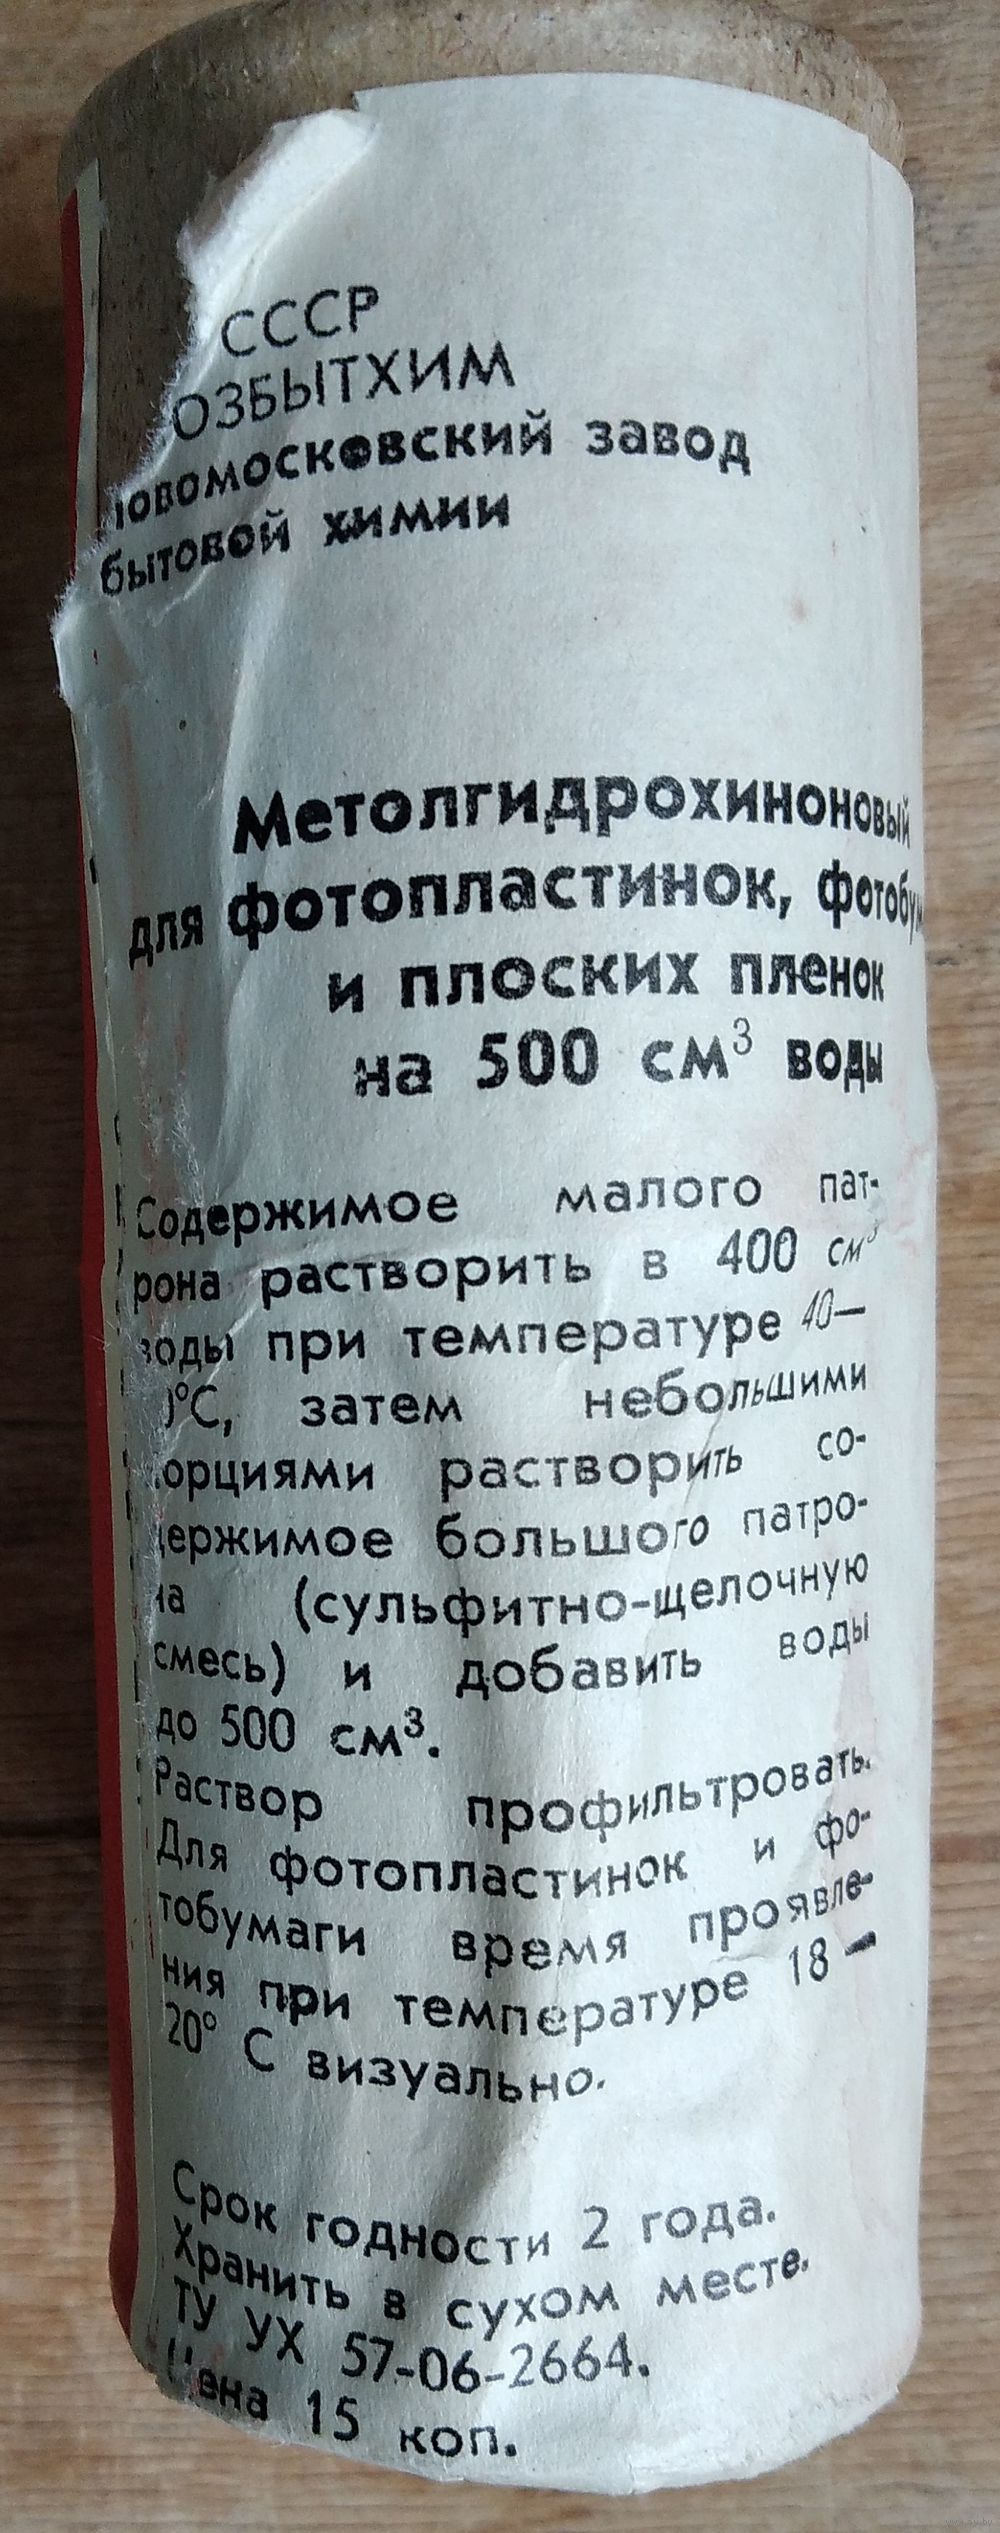 СССР
ОЗБЫТХИМ
новомосковский завод
бытовой химии
Метолгидрохиноновый
для фотопластинок, фотобум
и плоских пленок
на 500 см³ воды
Содержимое малого пат-
рона растворить в 400 см³
воды при температуре 40—
0°С, затем небольшими
порциями растворить со-
держимое большого патро-
на (сульфитно-щелочную
смесь) и добавить воды
до 500 см³.
Раствор профильтровать.
Для фотопластинок и фо-
тобумаги время проявле-
ния при температуре 18—
20° С визуально.
Срок годности 2 года.
Хранить в сухом месте.
ТУ УХ 57-06-2664.
Цена 15 коп.